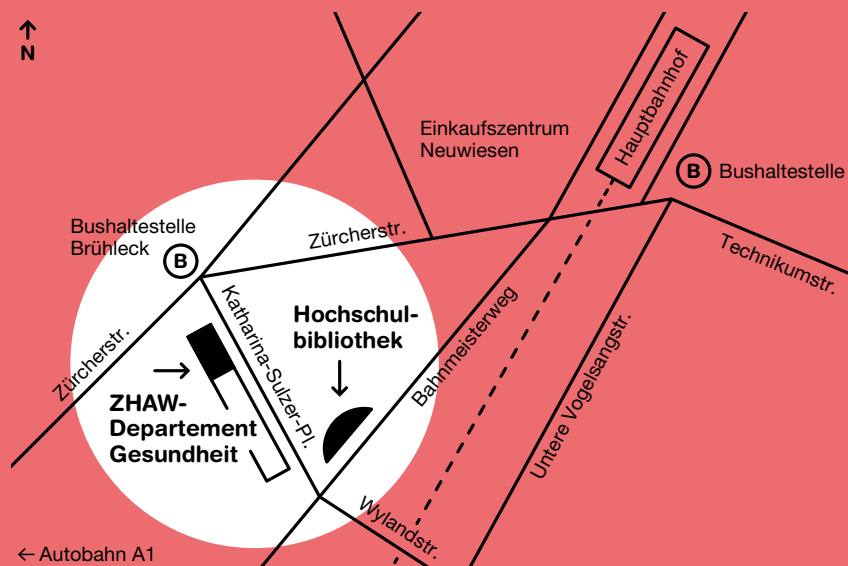 N
Hauptbahnhof
Einkaufszentrum
Neuwiesen
B
Bushaltestelle
Bushaltestelle
Brühleck
B
Zürcherstr.
Technikumstr.
Zürcherstr.
Katharina-Sulzer-Pl.
Hochschul-
bibliothek
Bahnmeisterweg
Untere Vogelsangstr.
ZHAW-
Departement
Gesundheit
Wylandstr.
← Autobahn A1